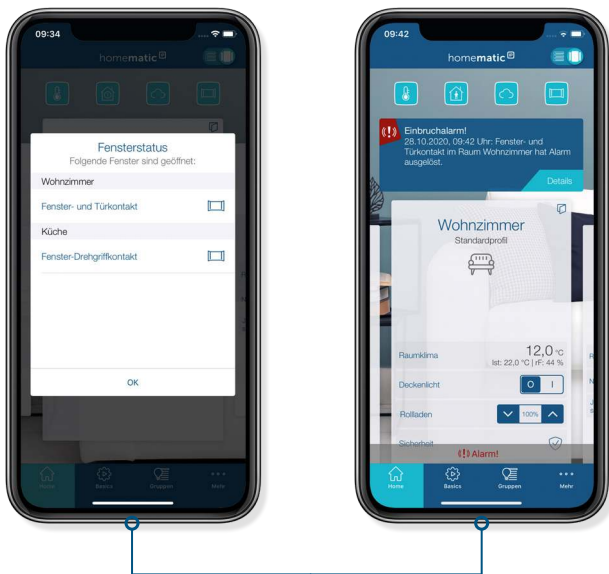 09:34
homematic
Fensterstatus
Folgende Fenster sind geöffnet:
Wohnzimmer
Fenster- und Türkontakt
Küche
Fenster-Drehgriffkontakt
OK
Home
Basics
Gruppen
Mehr
09:42
homematic
Einbruchalarm!
28.10.2020, 09:42 Uhr: Fenster- und
Türkontakt im Raum Wohnzimmer hat Alarm
ausgelöst.
Details
Wohnzimmer
Standardprofil
Raumklima
12,0 °C
Ist: 22,0 °C | rF: 44 %
Deckenlicht
O I
Rollladen
100%
Sicherheit
Alarm!
Home
Basics
Gruppen
Mehr